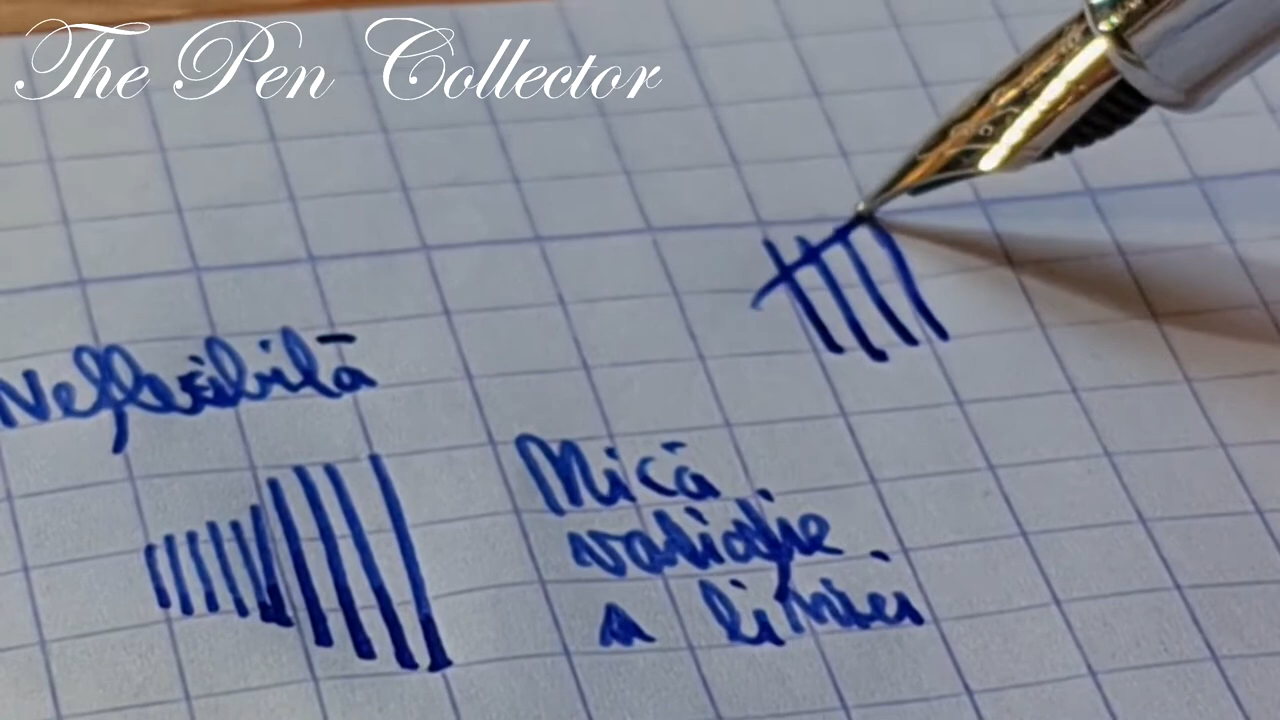 The Pen Collector
Neflexibilă
Mică
variație
a liniei